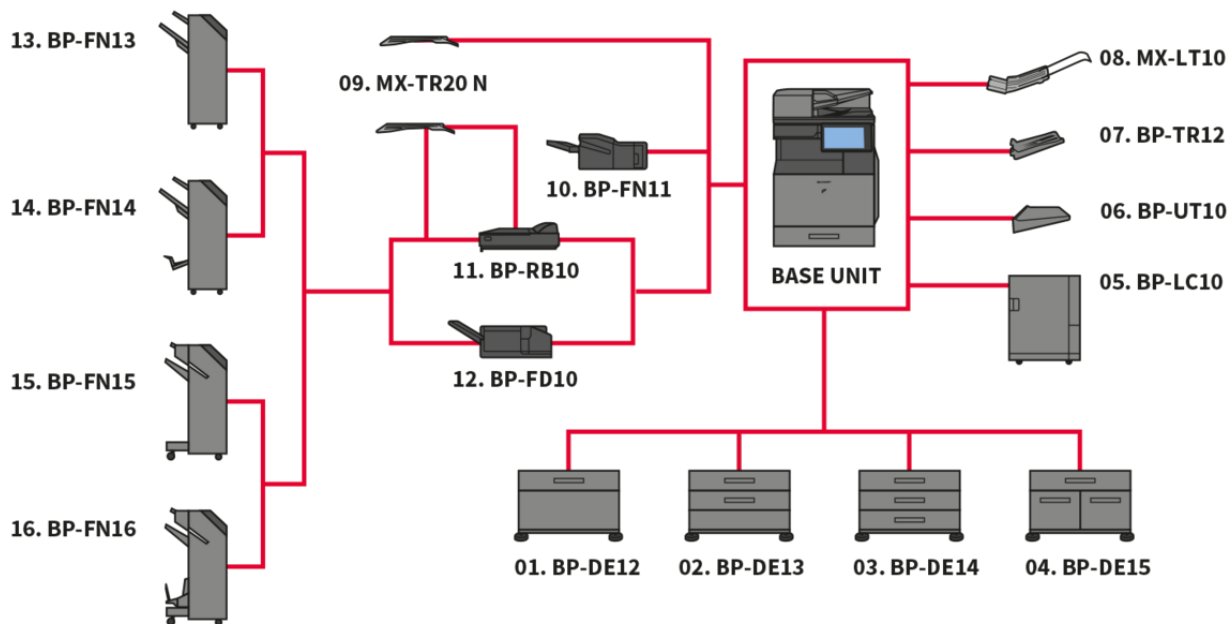 13. BP-FN13
09. MX-TR20 N
08. MX-LT10
07. BP-TR12
14. BP-FN14
10. BP-FN11
06. BP-UT10
11. BP-RB10
BASE UNIT
05. BP-LC10
15. BP-FN15
12. BP-FD10
16. BP-FN16
01. BP-DE12
02. BP-DE13
03. BP-DE14
04. BP-DE15